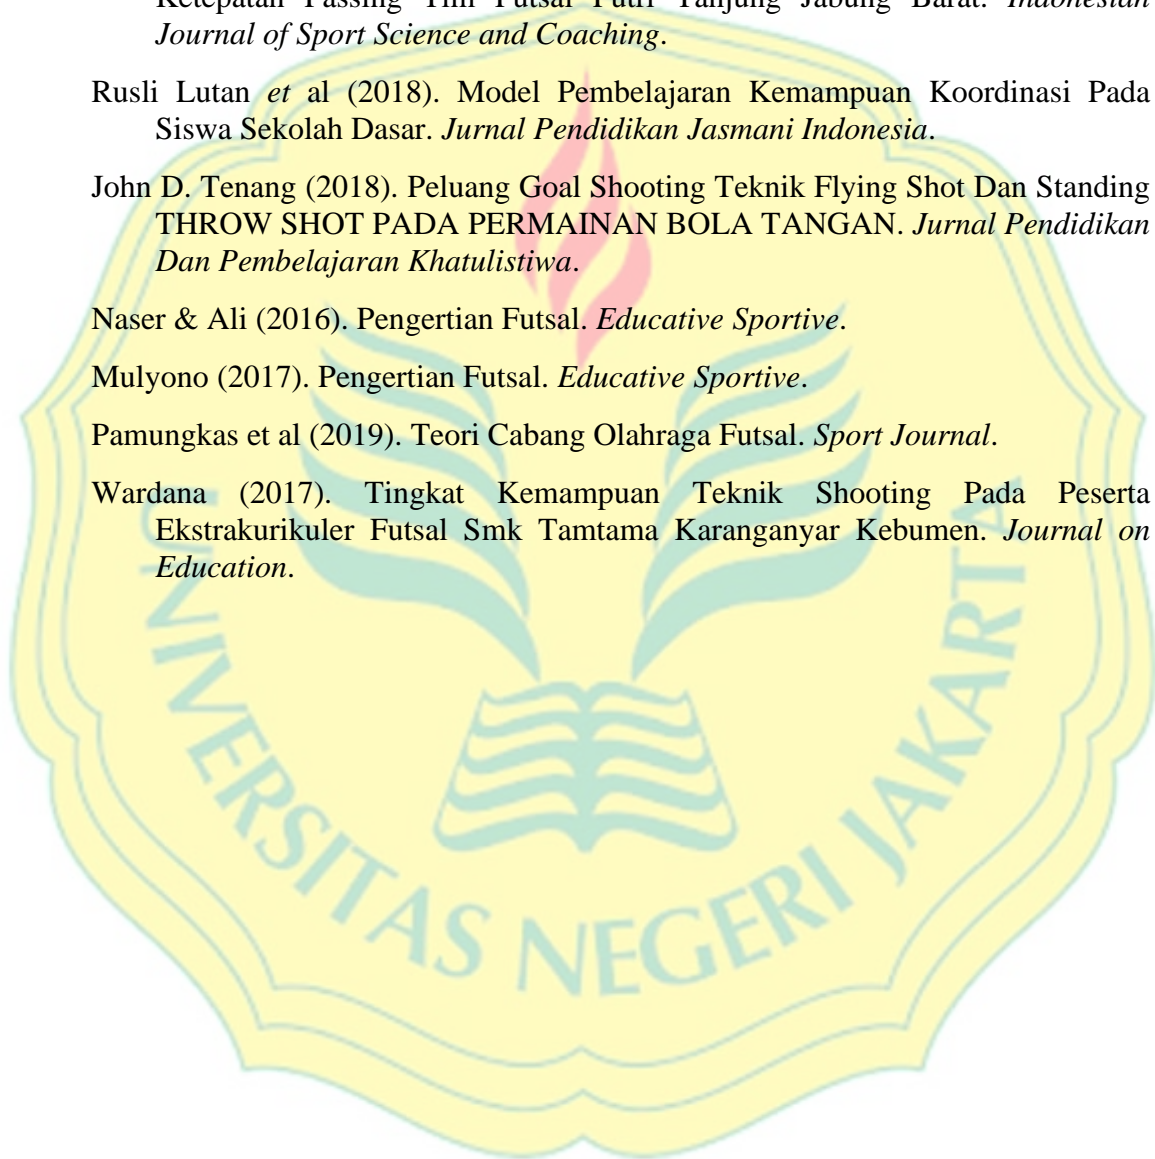 Ketepatan Passing Tim Futsal Putri Tanjung Jabung Barat. Indonesian
Journal of Sport Science and Coaching.
Rusli Lutan et al (2018). Model Pembelajaran Kemampuan Koordinasi Pada
Siswa Sekolah Dasar. Jurnal Pendidikan Jasmani Indonesia.
John D. Tenang (2018). Peluang Goal Shooting Teknik Flying Shot Dan Standing
THROW SHOT PADA PERMAINAN BOLA TANGAN. Jurnal Pendidikan
Dan Pembelajaran Khatulistiwa.
Naser & Ali (2016). Pengertian Futsal. Educative Sportive.
Mulyono (2017). Pengertian Futsal. Educative Sportive.
Pamungkas et al (2019). Teori Cabang Olahraga Futsal. Sport Journal.
Wardana (2017). Tingkat Kemampuan Teknik Shooting Pada Peserta
Ekstrakurikuler Futsal Smk Tamtama Karanganyar Kebumen. Journal on
Education.
UNIVERSITAS NEGERI JAKARTA